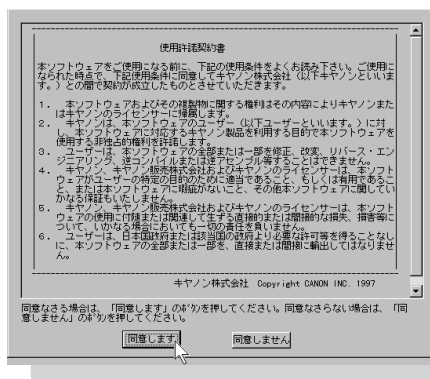 使用許諾契約書
本ソフトウェアをご使用になる前に、下記の使用条件をよくお読み下さい。ご使用に
なられた時点で、下記使用条件に同意してキヤノン株式会社（以下キヤノンといいま
す。）との間で契約が成立したものとさせていただきます。
1． 本ソフトウェアおよびその複製物に関する権利はその内容によりキヤノンまた
はキヤノンのライセンサーに帰属します。
2． キヤノンは、本ソフトウェアのユーザー（以下ユーザーといいます。）に対
し、本ソフトウェアに対応するキヤノン製品を利用する目的で本ソフトウェアを
使用する非独占的権利を許諾します。
3． ユーザーは、本ソフトウェアの全部または一部を修正、改変、リバース・エン
ジニアリング、逆コンパイルまたは逆アセンブル等することはできません。
4． キヤノン、キヤノン販売株式会社およびキヤノンのライセンサーは、本ソフト
ウェアがユーザーの特定の目的のために適当であること、もしくは有用であるこ
と、または本ソフトウェアに瑕疵がないこと、その他本ソフトウェアに関してい
かなる保証もいたしません。
5． キヤノン、キヤノン販売株式会社およびキヤノンのライセンサーは、本ソフト
ウェアの使用に付随または関連して生ずる直接的または間接的な損失、損害等に
ついて、いかなる場合においても一切の責任を負いません。
6． ユーザーは、日本国政府または該当国の政府より必要な許可等を得ることなし
に、本ソフトウェアの全部または一部を、直接または間接に輸出してはなりませ
ん。
キヤノン株式会社 Copyright CANON INC. 1997
同意なさる場合は、「同意します」のﾎﾞﾀﾝを押してください。同意なさらない場合は、「同
意しません」のﾎﾞﾀﾝを押してください。
同意します
同意しません